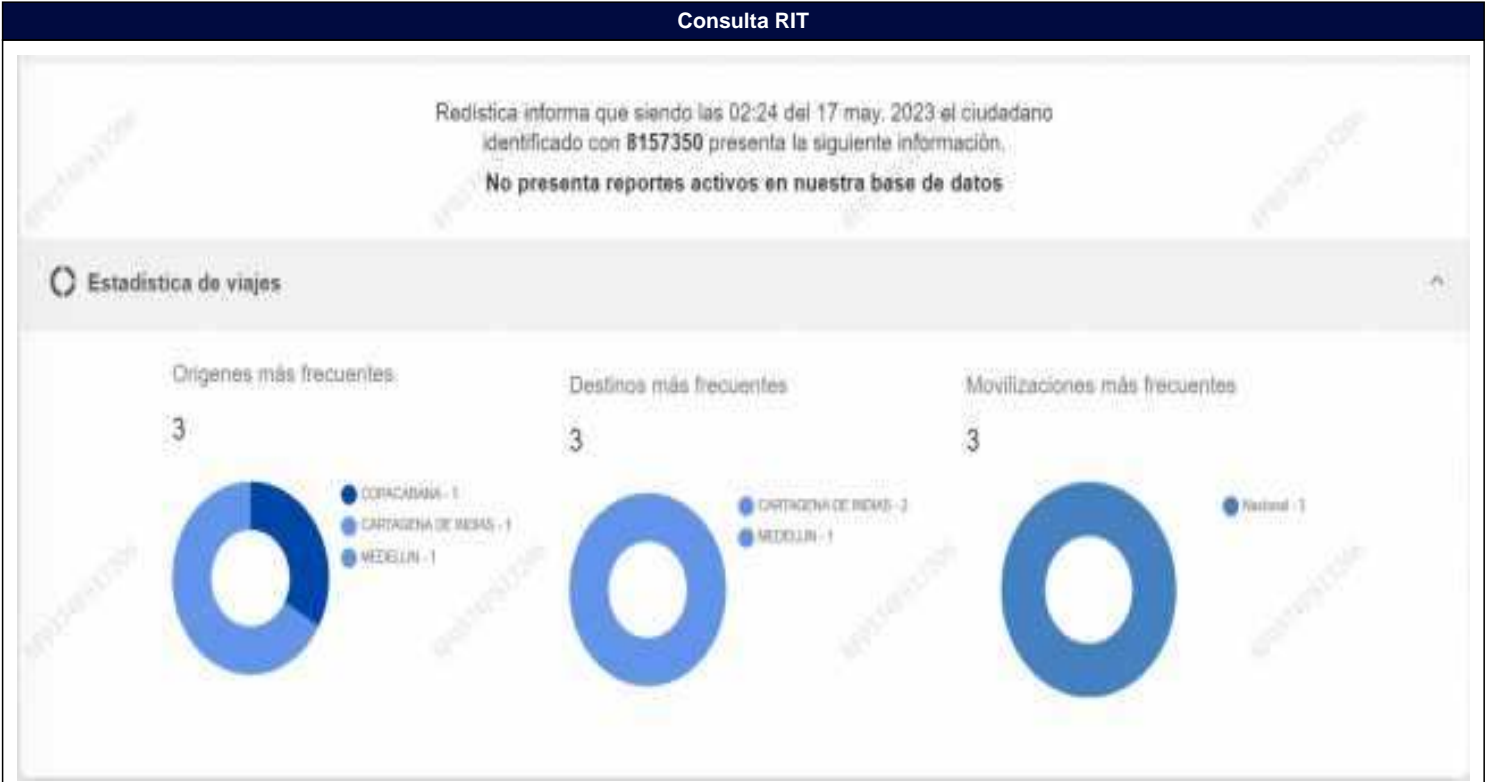 Consulta RIT
Redistica informa que siendo las 02:24 del 17 may. 2023 el ciudadano
identificado con 8157350 presenta la siguiente información.
No presenta reportes activos en nuestra base de datos
Estadística de viajes
Origenes más frecuentes
3
COPACABANA - 1
CARTAGENA DE INDIAS - 1
MEDELLIN - 1
Destinos más frecuentes
3
CARTAGENA DE INDIAS - 2
MEDELLIN - 1
Movilizaciones más frecuentes
3
Nacional - 3